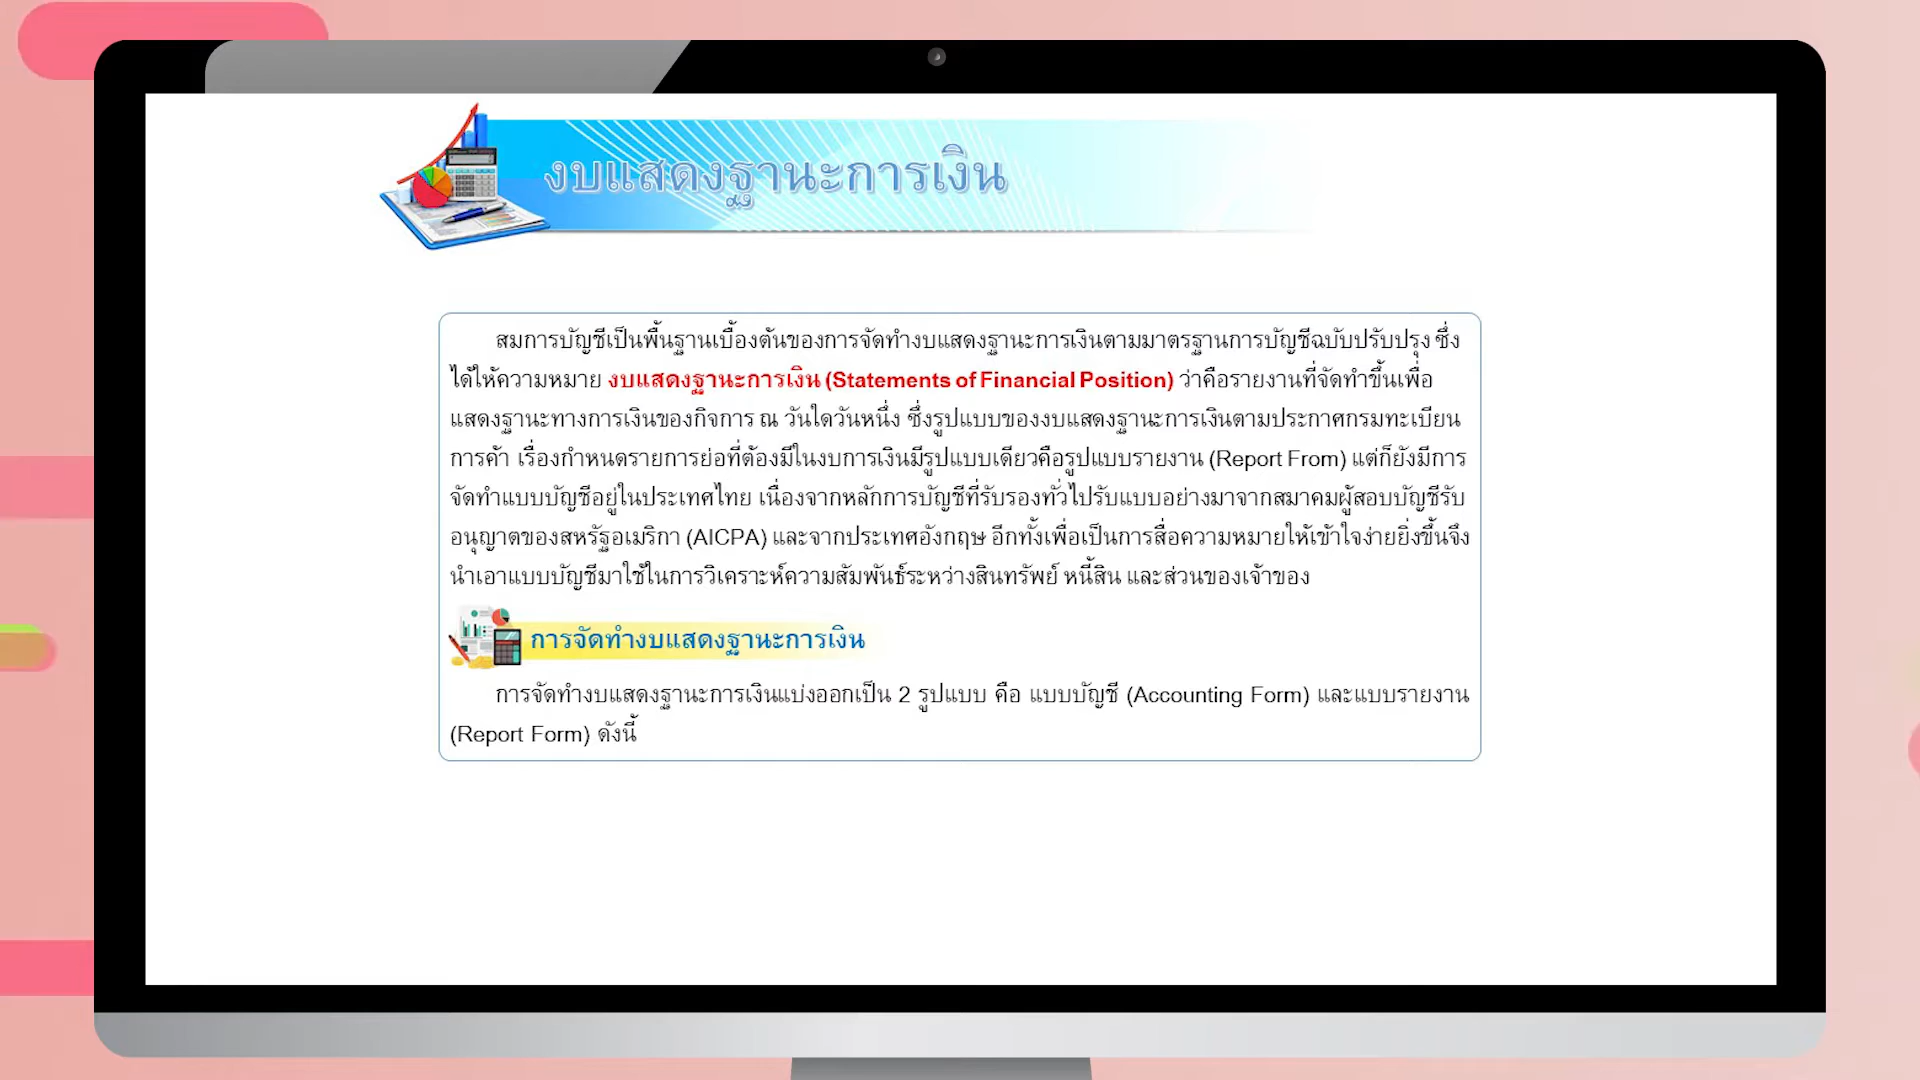 งบแสดงฐานะการเงิน
สมการบัญชีเป็นพื้นฐานเบื้องต้นของการจัดทำงบแสดงฐานะการเงินตามมาตรฐานการบัญชีฉบับปรับปรุง ซึ่ง
ได้ให้ความหมาย งบแสดงฐานะการเงิน (Statements of Financial Position) ว่าคือรายงานที่จัดทำขึ้นเพื่อ
แสดงฐานะทางการเงินของกิจการ ณ วันใดวันหนึ่ง ซึ่งรูปแบบของงบแสดงฐานะการเงินตามประกาศกรมทะเบียน
การค้า เรื่องกำหนดรายการย่อที่ต้องมีในงบการเงินมีรูปแบบเดียวคือรูปแบบรายงาน (Report From) แต่ก็ยังมีการ
จัดทำแบบบัญชีอยู่ในประเทศไทย เนื่องจากหลักการบัญชีที่รับรองทั่วไปรับแบบอย่างมาจากสมาคมผู้สอบบัญชีรับ
อนุญาตของสหรัฐอเมริกา (AICPA) และจากประเทศอังกฤษ อีกทั้งเพื่อเป็นการสื่อความหมายให้เข้าใจง่ายยิ่งขึ้นจึง
นำเอาแบบบัญชีมาใช้ในการวิเคราะห์ความสัมพันธ์ระหว่างสินทรัพย์ หนี้สิน และส่วนของเจ้าของ
การจัดทำงบแสดงฐานะการเงิน
การจัดทำงบแสดงฐานะการเงินแบ่งออกเป็น 2 รูปแบบ คือ แบบบัญชี (Accounting Form) และแบบรายงาน
(Report Form) ดังนี้